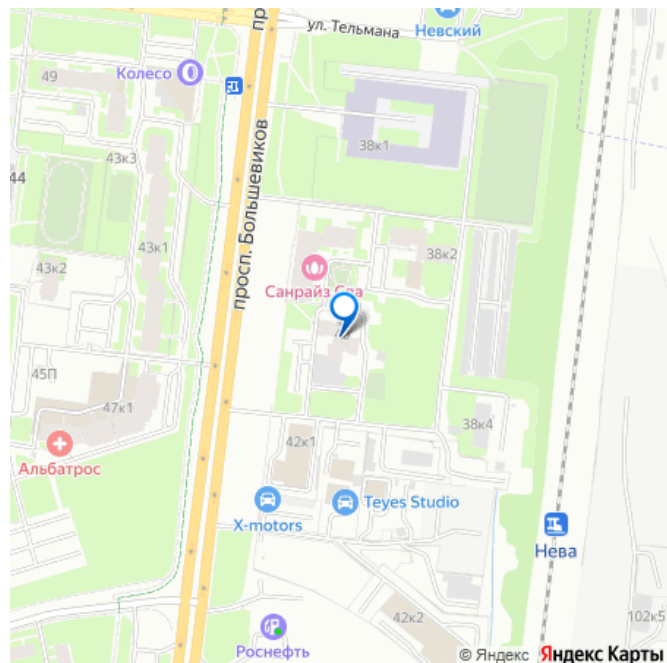 пр
ул. Тельмана
Невский
49
Колесо
просп. Большевиков
38к1
43к3
44
43к1
38к2
43к2
Санрайз Спа
45П
47к1
Альбатрос
42к1
38к4
X-motors
Teyes Studio
Нева
42к2
102к5
Роснефть
© Яндекс Яндекс Карты